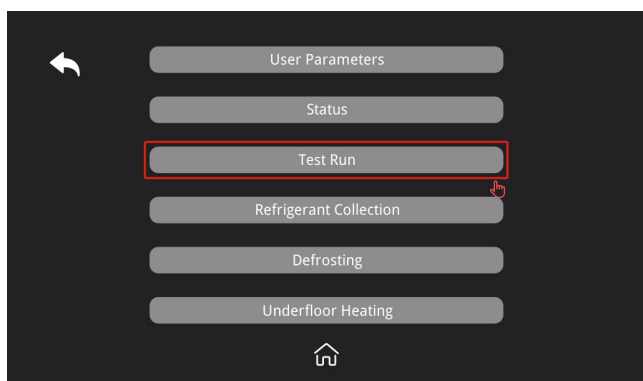 User Parameters
Status
Test Run
Refrigerant Collection
Defrosting
Underfloor Heating